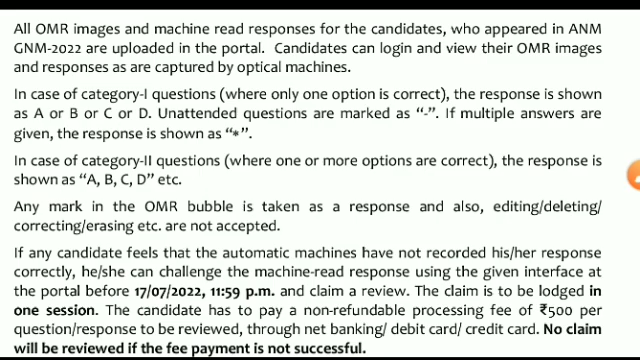 All OMR images and machine read responses for the candidates, who appeared in ANM
GNM-2022 are uploaded in the portal. Candidates can login and view their OMR images
and responses as are captured by optical machines.
In case of category-I questions (where only one option is correct), the response is shown
as A or B or C or D. Unattended questions are marked as “-”. If multiple answers are
given, the response is shown as “*”.
In case of category-II questions (where one or more options are correct), the response is
shown as “A, B, C, D” etc.
Any mark in the OMR bubble is taken as a response and also, editing/deleting/
correcting/erasing etc. are not accepted.
If any candidate feels that the automatic machines have not recorded his/her response
correctly, he/she can challenge the machine-read response using the given interface at
the portal before 17/07/2022, 11:59 p.m. and claim a review. The claim is to be lodged in
one session. The candidate has to pay a non-refundable processing fee of ₹500 per
question/response to be reviewed, through net banking/ debit card/ credit card. No claim
will be reviewed if the fee payment is not successful.